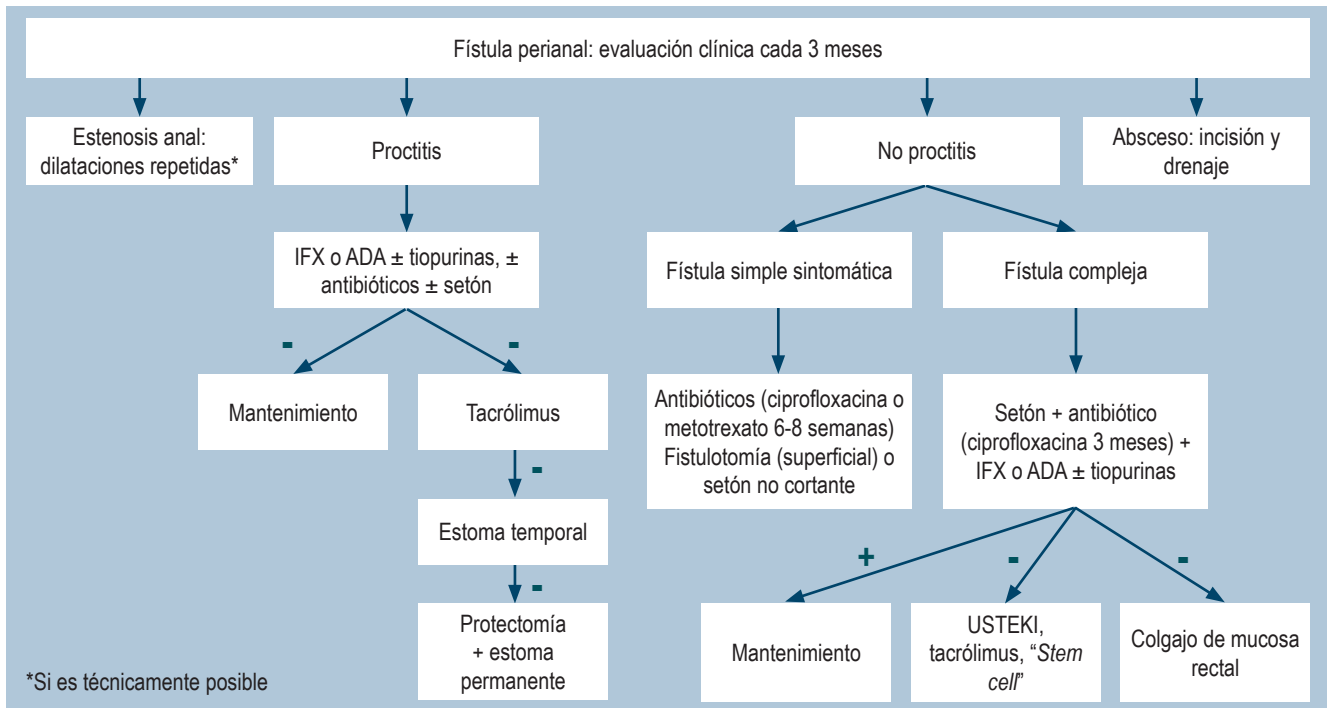 Fístula perianal: evaluación clínica cada 3 meses
Estenosis anal:
dilataciones repetidas*
Proctitis
No proctitis
Absceso: incisión y
drenaje
IFX o ADA ± tiopurinas, ±
antibióticos ± setón
Fístula simple sintomática
Fístula compleja
-
-
Mantenimiento
Tacrólimus
Antibióticos (ciprofloxacina o
metotrexato 6-8 semanas)
Fistulotomía (superficial) o
setón no cortante
Setón + antibiótico
(ciprofloxacina 3 meses) +
IFX o ADA ± tiopurinas
-
Estoma temporal
+
-
-
-
Protectomía
+ estoma
permanente
Mantenimiento
USTEKI,
tacrólimus, “Stem
cell”
Colgajo de mucosa
rectal
*Si es técnicamente posible